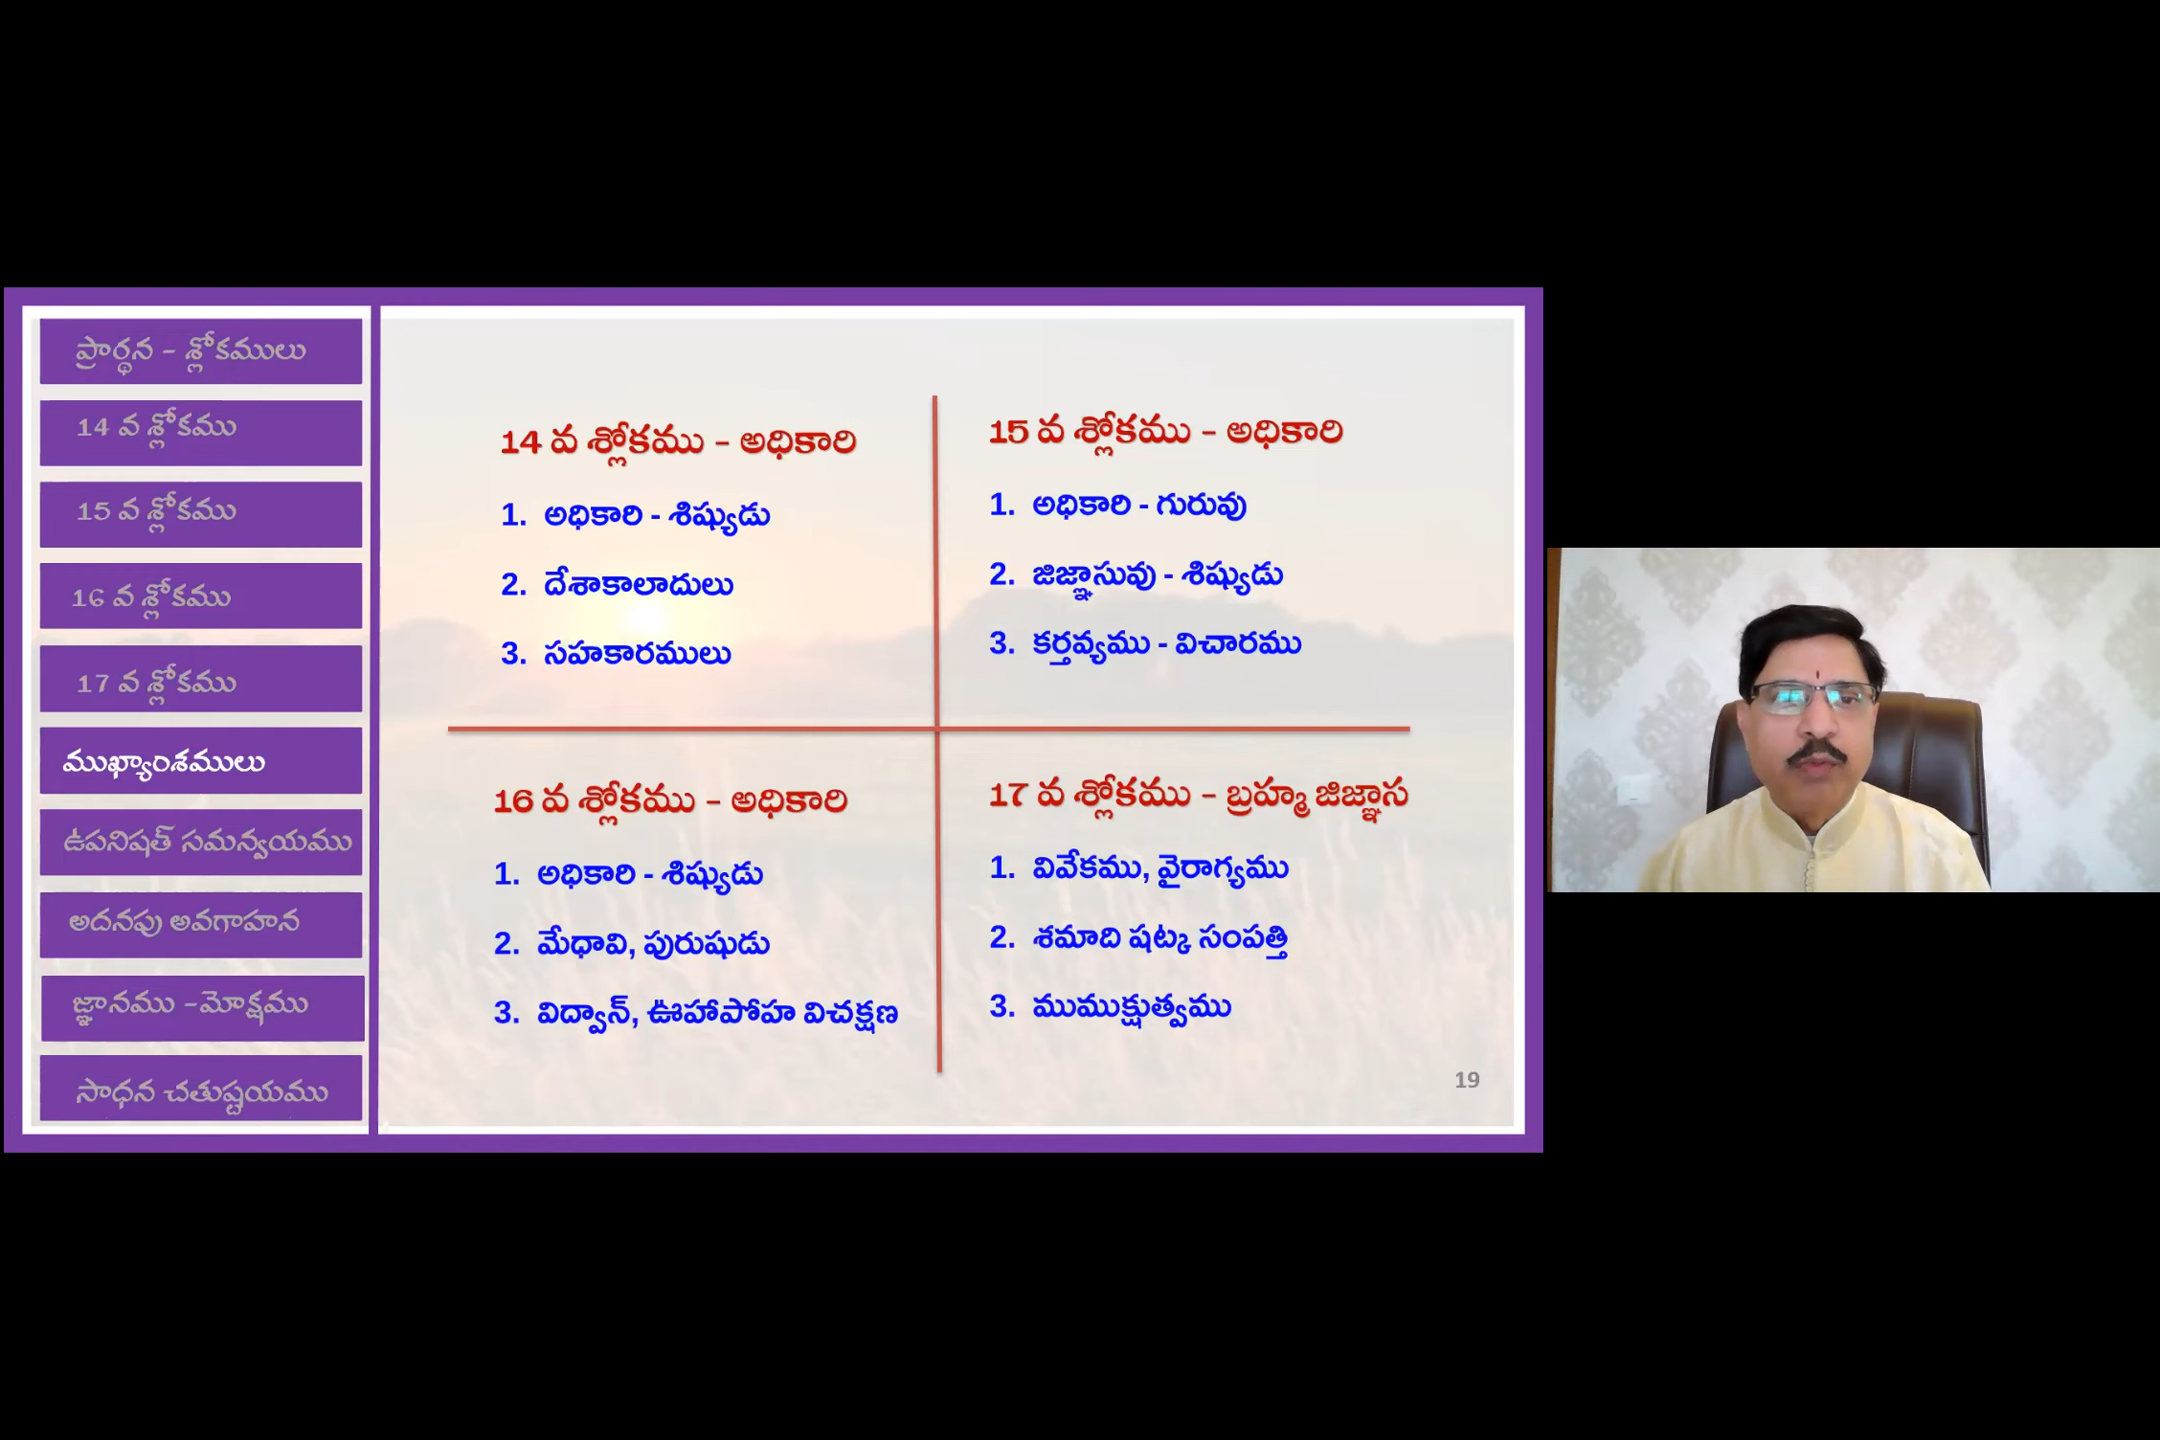 ప్రార్థన - శ్లోకములు
14 వ శ్లోకము
15 వ శ్లోకము
16 వ శ్లోకము
17 వ శ్లోకము
ముఖ్యాంశములు
ఉపనిషత్ సమన్వయము
అదనపు అవగాహన
జ్ఞానము -మోక్షము
సాధన చతుష్టయము
14 వ శ్లోకము - అధికారి
1. అధికారి - శిష్యుడు
2. దేశాకాలాదులు
3. సహకారములు
15 వ శ్లోకము - అధికారి
1. అధికారి - గురువు
2. జిజ్ఞాసువు - శిష్యుడు
3. కర్తవ్యము - విచారము
16 వ శ్లోకము - అధికారి
1. అధికారి - శిష్యుడు
2. మేధావి, పురుషుడు
3. విద్వాన్, ఊహాపోహ విచక్షణ
17 వ శ్లోకము - బ్రహ్మ జిజ్ఞాస
1. వివేకము, వైరాగ్యము
2. శమాది షట్క సంపత్తి
3. ముముక్షుత్వము
19